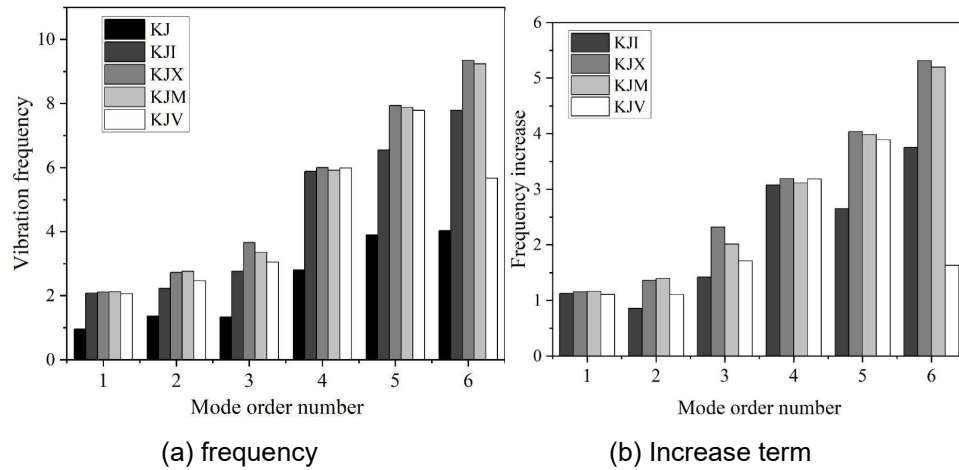 10
8
6
4
2
0
Vibration frequency
KJ
KJI
KJX
KJM
KJV
1 2 3 4 5 6
Mode order number
(a) frequency
6
5
4
3
2
1
0
Frequency increase
KJI
KJX
KJM
KJV
1 2 3 4 5 6
Mode order number
(b) Increase term